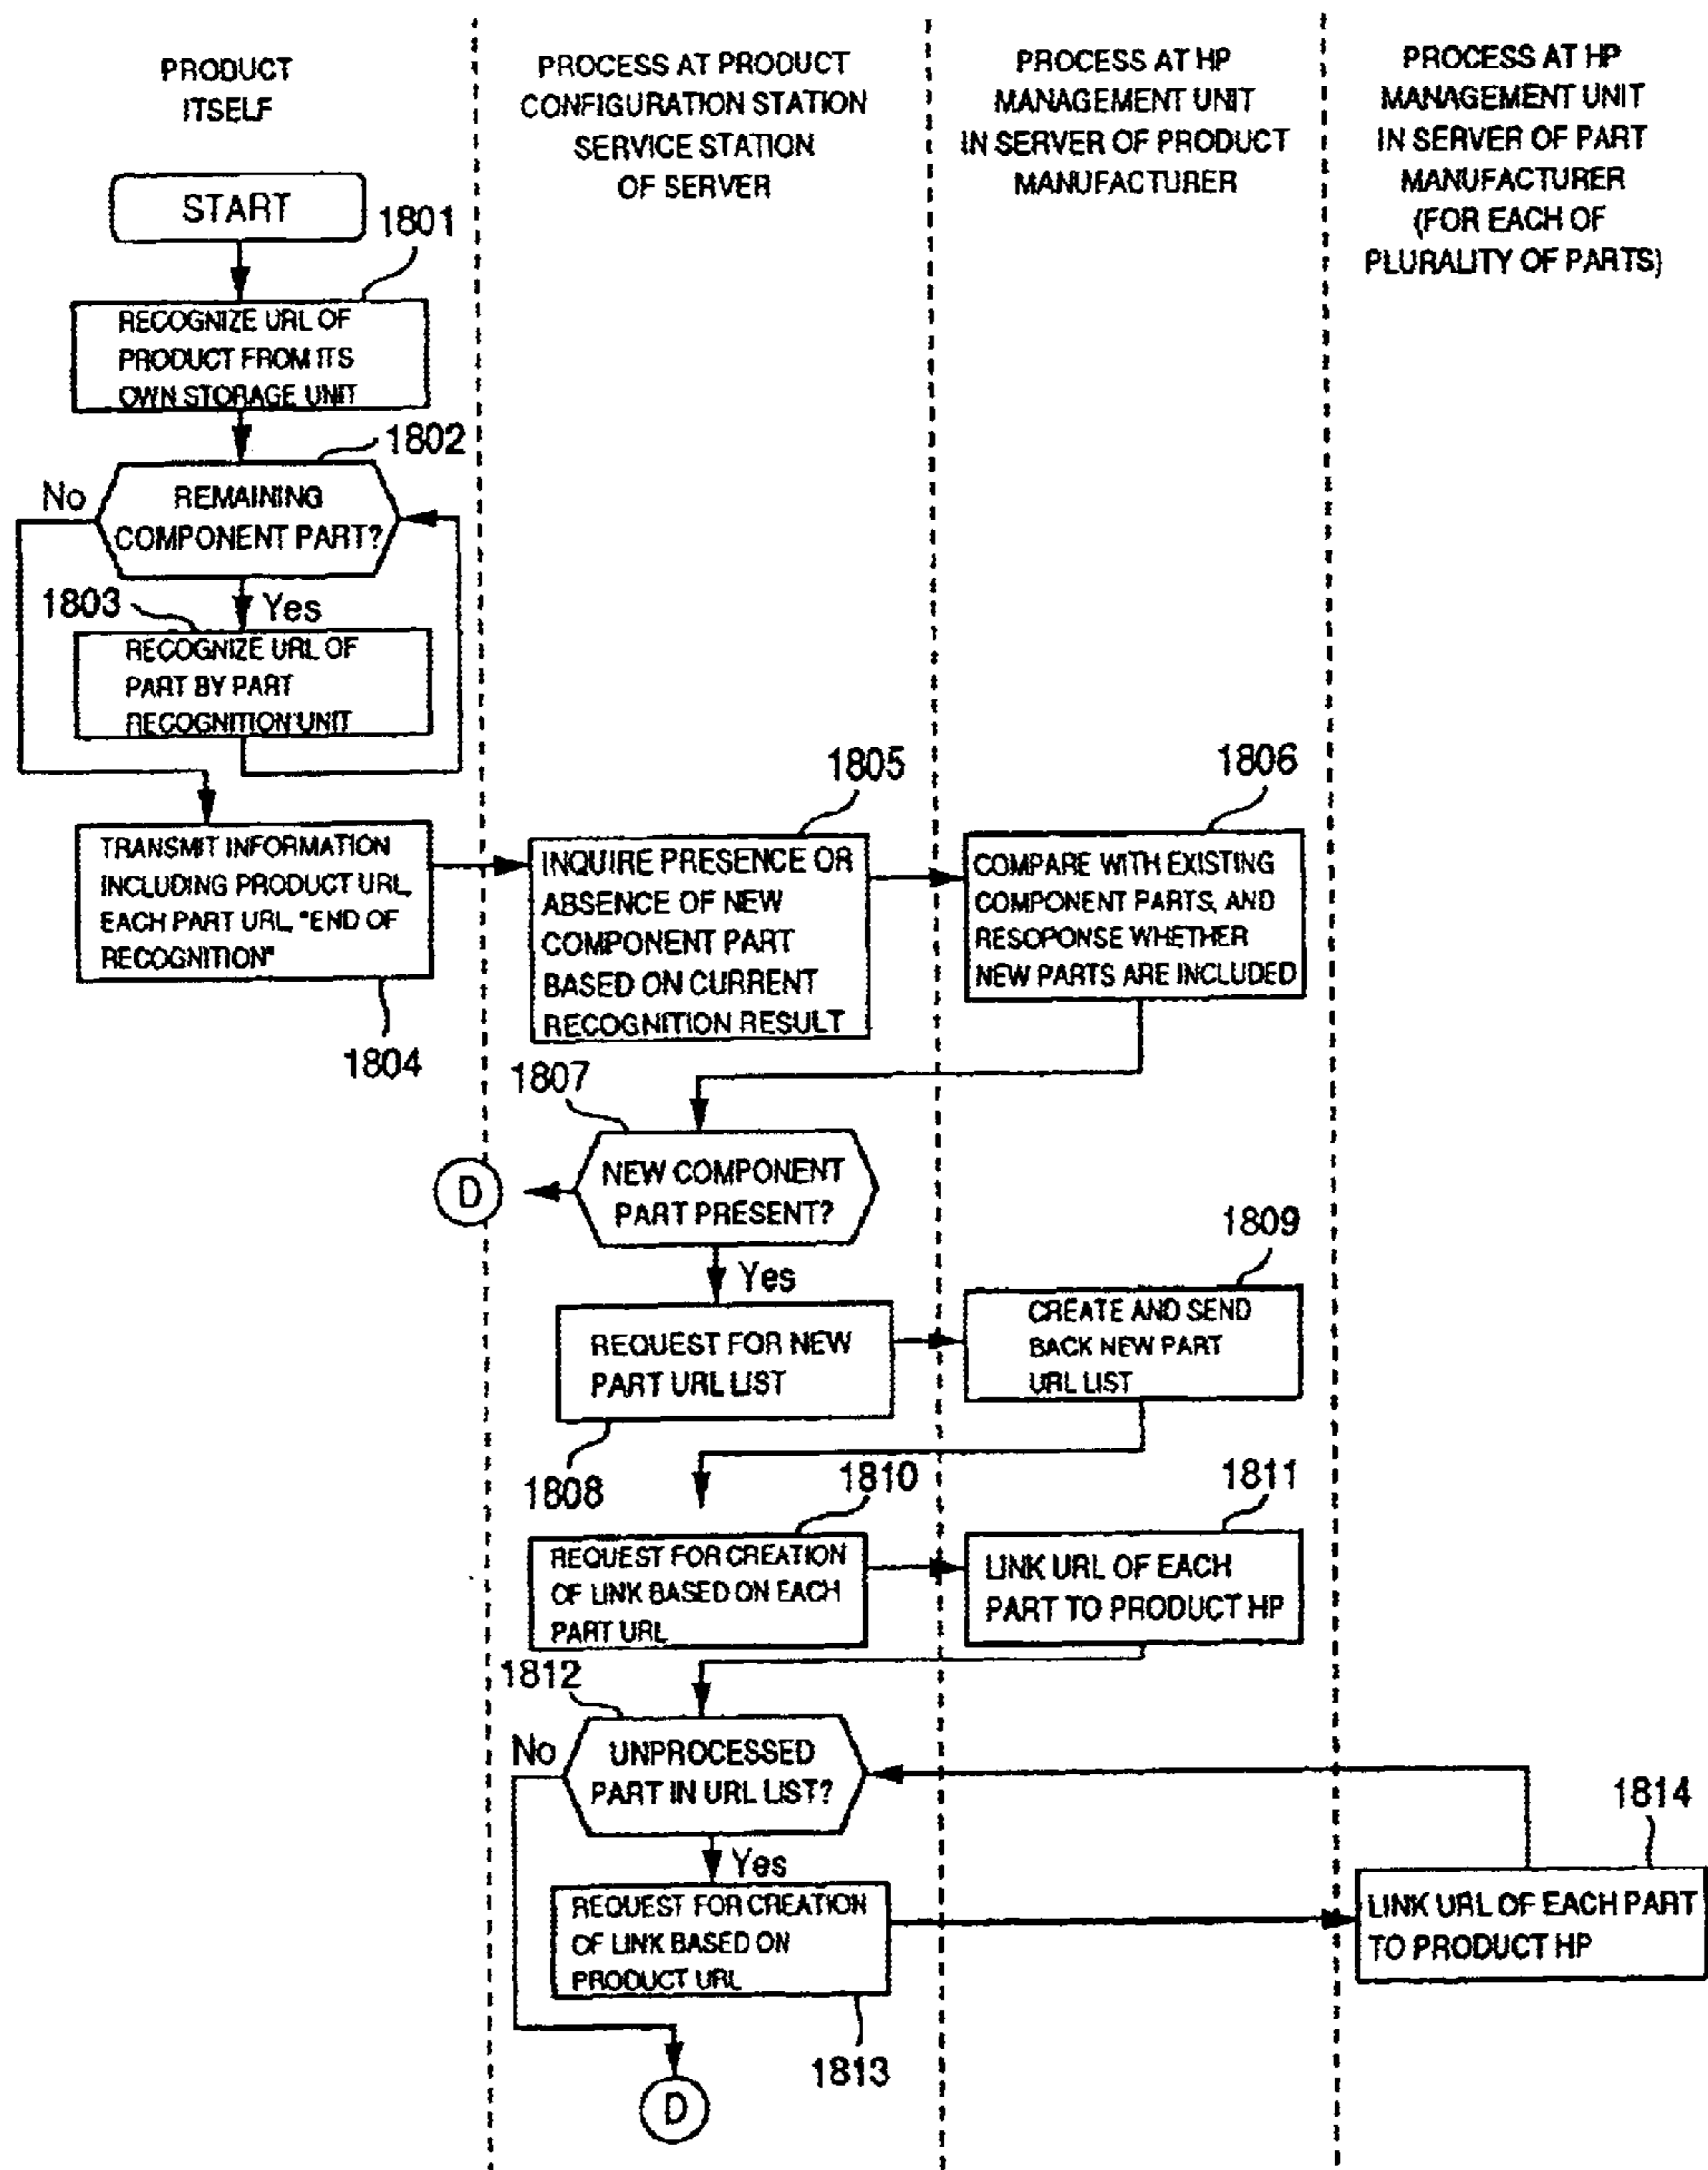 PRODUCT
ITSELF
PROCESS AT PRODUCT
CONFIGURATION STATION
SERVICE STATION
OF SERVER
PROCESS AT HP
MANAGEMENT UNIT
IN SERVER OF PRODUCT
MANUFACTURER
PROCESS AT HP
MANAGEMENT UNIT
IN SERVER OF PART
MANUFACTURER
(FOR EACH OF
PLURALITY OF PARTS)
START
1801
RECOGNIZE URL OF
PRODUCT FROM ITS
OWN STORAGE UNIT
1802
No
REMAINING
COMPONENT PART?
1803
Yes
RECOGNIZE URL OF
PART BY PART
RECOGNITION UNIT
TRANSMIT INFORMATION
INCLUDING PRODUCT URL,
EACH PART URL, "END OF
RECOGNITION"
1804
1805
INQUIRE PRESENCE OR
ABSENCE OF NEW
COMPONENT PART
BASED ON CURRENT
RECOGNITION RESULT
1806
COMPARE WITH EXISTING
COMPONENT PARTS, AND
RESOPONSE WHETHER
NEW PARTS ARE INCLUDED
1807
D
NEW COMPONENT
PART PRESENT?
Yes
REQUEST FOR NEW
PART URL LIST
1808
1809
CREATE AND SEND
BACK NEW PART
URL LIST
1810
REQUEST FOR CREATION
OF LINK BASED ON EACH
PART URL
1811
LINK URL OF EACH
PART TO PRODUCT HP
1812
No
UNPROCESSED
PART IN URL LIST?
Yes
REQUEST FOR CREATION
OF LINK BASED ON
PRODUCT URL
1813
1814
LINK URL OF EACH PART
TO PRODUCT HP
D